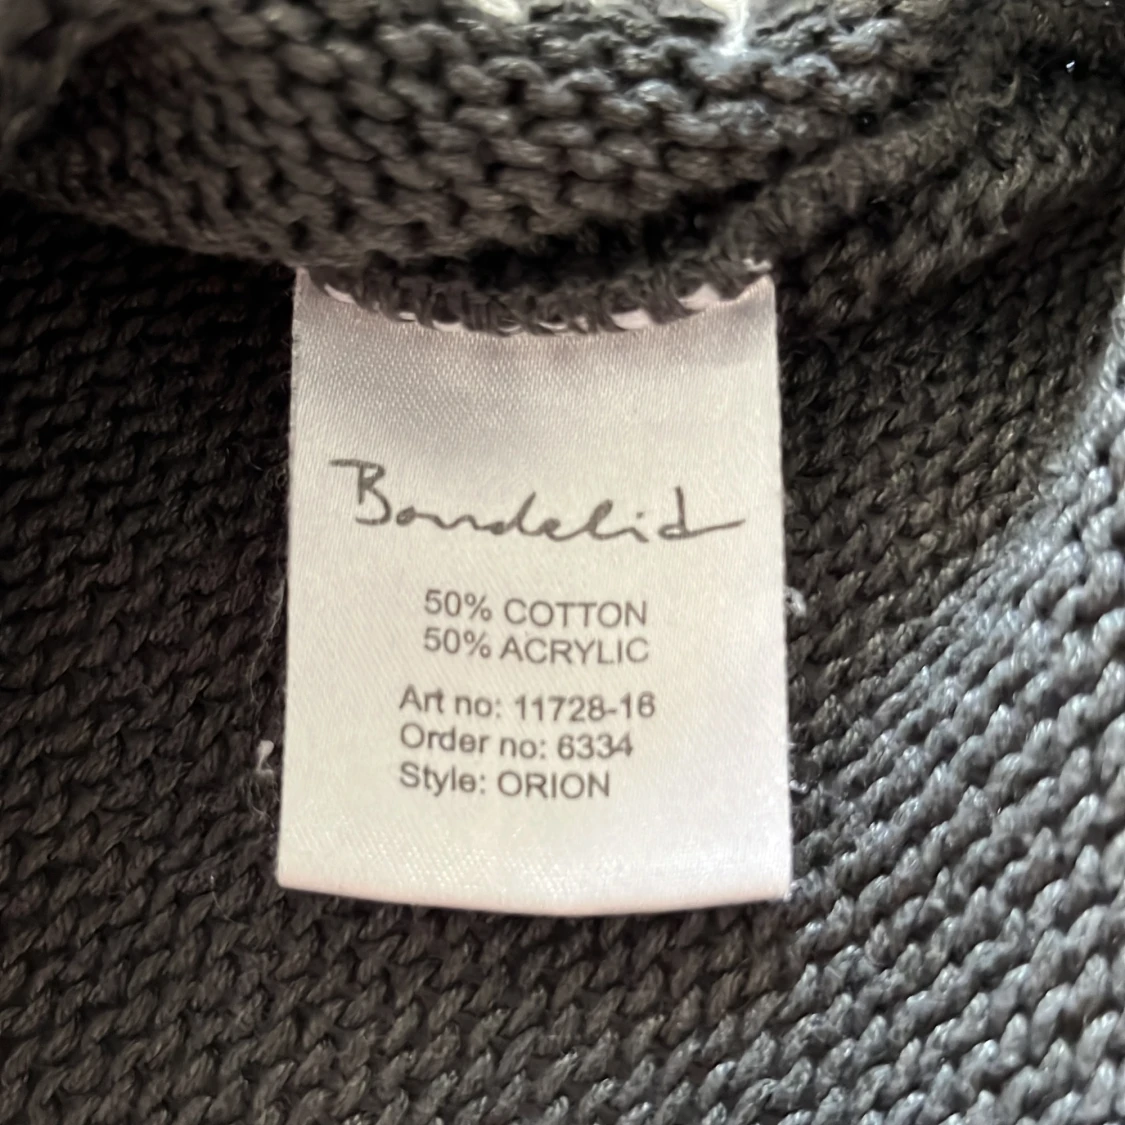 Bondelid
50% COTTON
50% ACRYLIC
Art no: 11728-16
Order no: 6334
Style: ORION